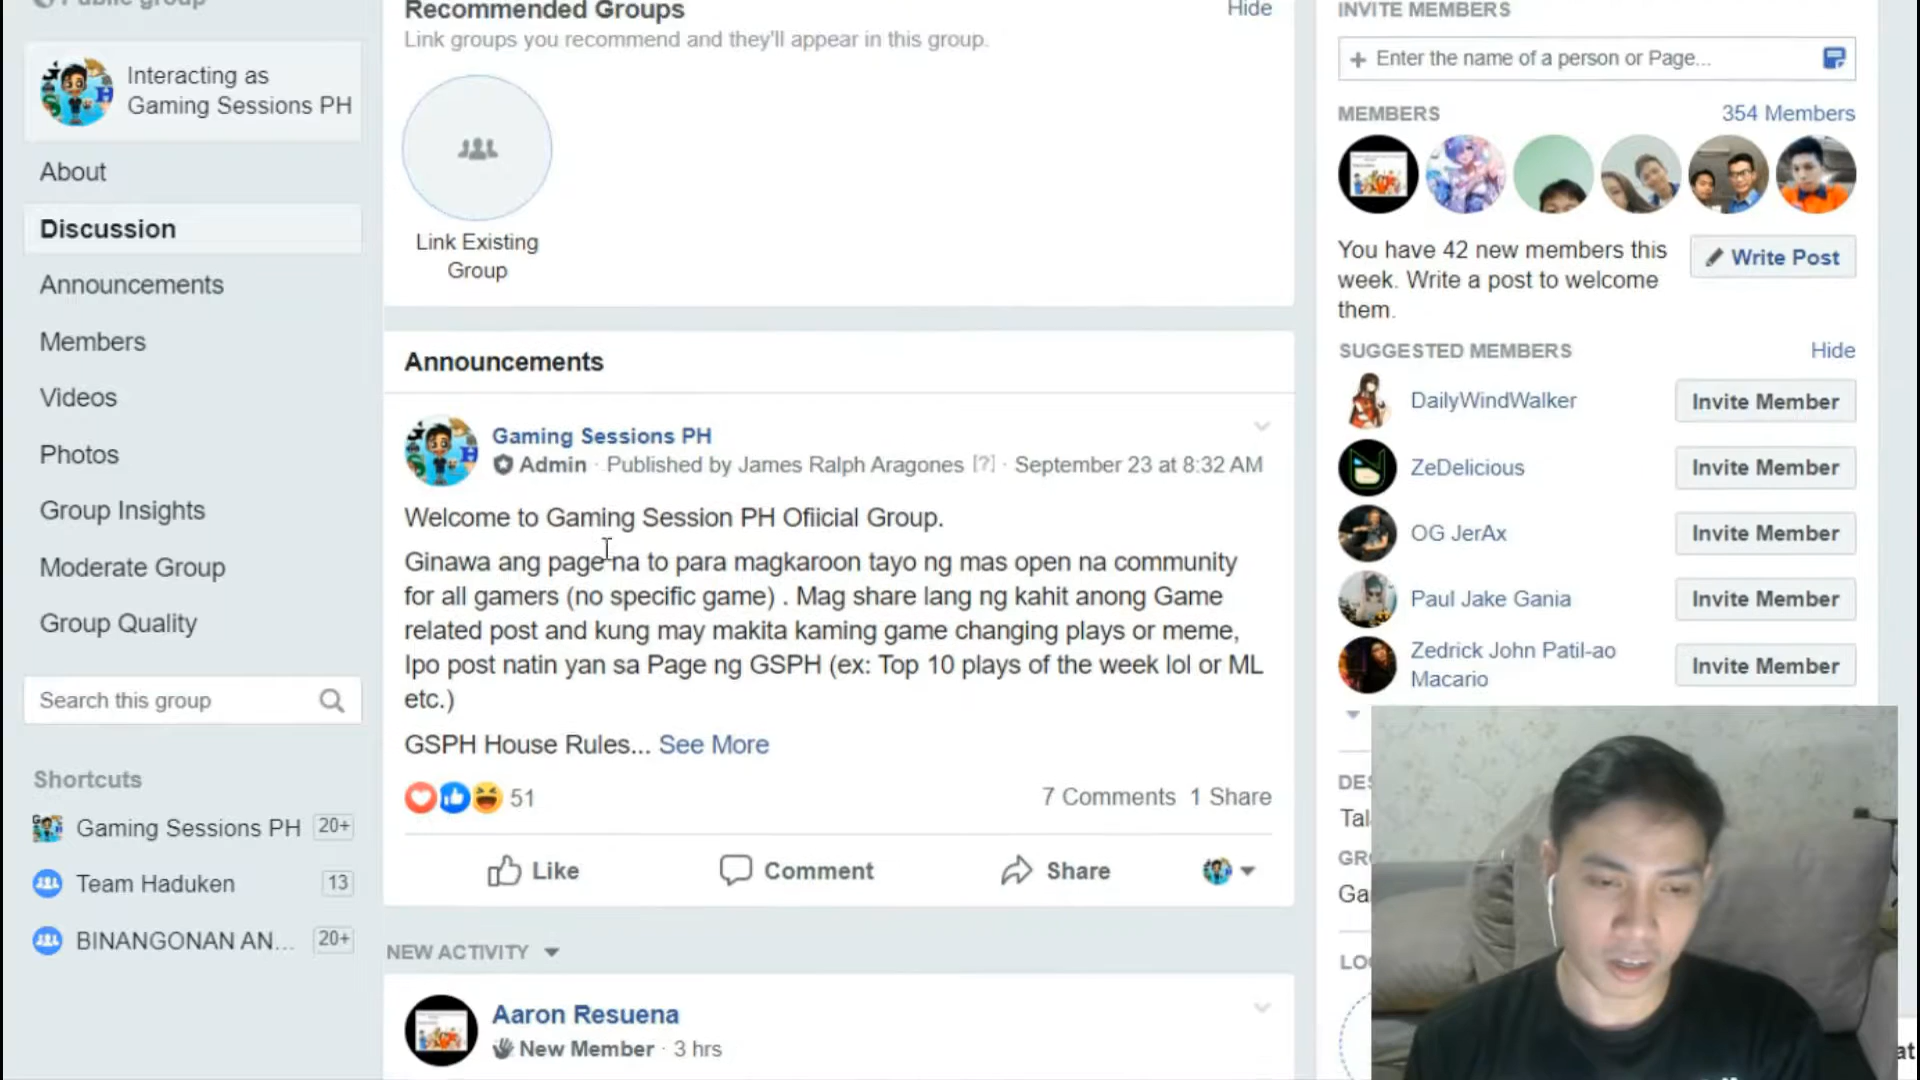 Public group
Interacting as
Gaming Sessions PH
About
Discussion
Announcements
Members
Videos
Photos
Group Insights
Moderate Group
Group Quality
Search this group
Shortcuts
Gaming Sessions PH 20+
Team Haduken 13
BINANGONAN AN... 20+
Recommended Groups Hide
Link groups you recommend and they'll appear in this group.
Link Existing
Group
Announcements
Gaming Sessions PH
Admin · Published by James Ralph Aragones [?] · September 23 at 8:32 AM
Welcome to Gaming Session PH Ofiicial Group.
Ginawa ang page na to para magkaroon tayo ng mas open na community
for all gamers (no specific game) . Mag share lang ng kahit anong Game
related post and kung may makita kaming game changing plays or meme,
Ipo post natin yan sa Page ng GSPH (ex: Top 10 plays of the week lol or ML
etc.)
GSPH House Rules... See More
51 7 Comments 1 Share
Like Comment Share
NEW ACTIVITY
Aaron Resuena
New Member · 3 hrs
INVITE MEMBERS
+ Enter the name of a person or Page...
MEMBERS 354 Members
You have 42 new members this
week. Write a post to welcome
them.
Write Post
SUGGESTED MEMBERS Hide
DailyWindWalker Invite Member
ZeDelicious Invite Member
OG JerAx Invite Member
Paul Jake Gania Invite Member
Zedrick John Patil-ao
Macario
Invite Member
DES
Tal
GR
Ga
LO
at